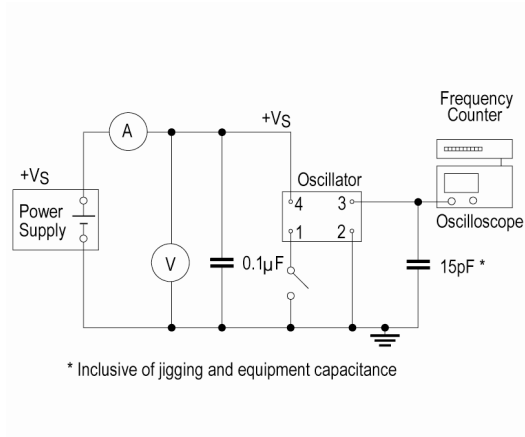 Frequency
Counter
+VS
A
Oscillator
+VS
4 3
Power
Supply
Oscilloscope
1 2
V
0.1µF
15pF *
* Inclusive of jigging and equipment capacitance